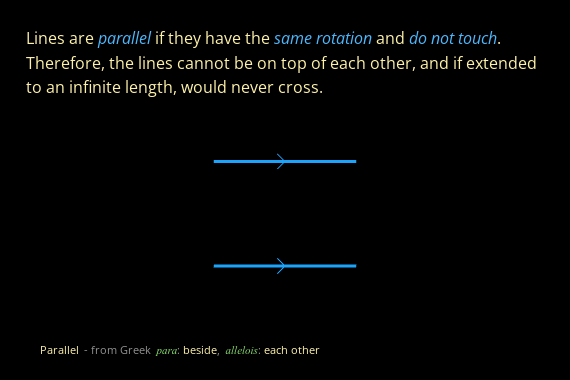 Lines are parallel if they have the same rotation and do not touch.
Therefore, the lines cannot be on top of each other, and if extended
to an infinite length, would never cross.
Parallel - from Greek para: beside, allelois: each other